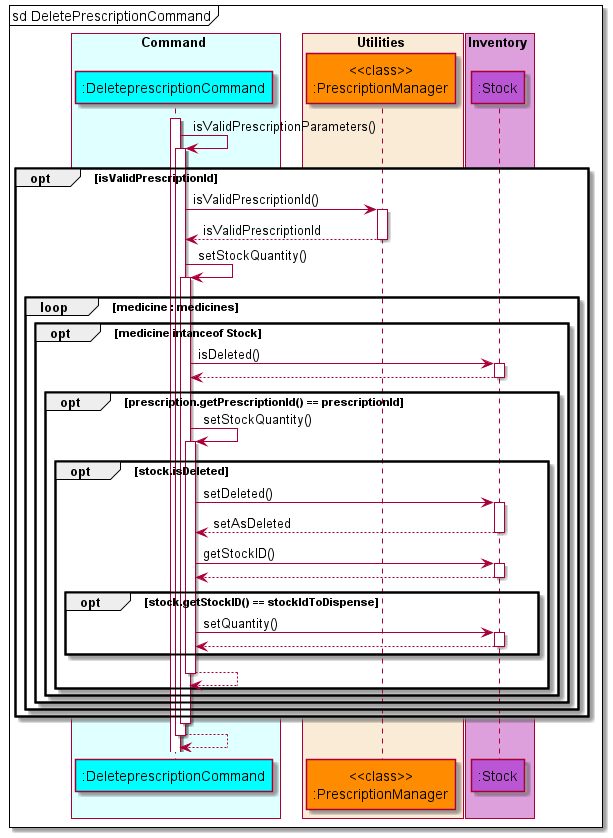 sd DeletePrescriptionCommand
Command
Utilities
Inventory
:DeleteprescriptionCommand
<<class>>
:PrescriptionManager
:Stock
isValidPrescriptionParameters()
opt [isValidPrescriptionId]
isValidPrescriptionId()
isValidPrescriptionId
setStockQuantity()
loop [medicine : medicines]
opt [medicine intanceof Stock]
isDeleted()
opt [prescription.getPrescriptionId() == prescriptionId]
setStockQuantity()
opt [stock.isDeleted]
setDeleted()
setAsDeleted
getStockID()
opt [stock.getStockID() == stockIdToDispense]
setQuantity()
:DeleteprescriptionCommand
<<class>>
:PrescriptionManager
:Stock